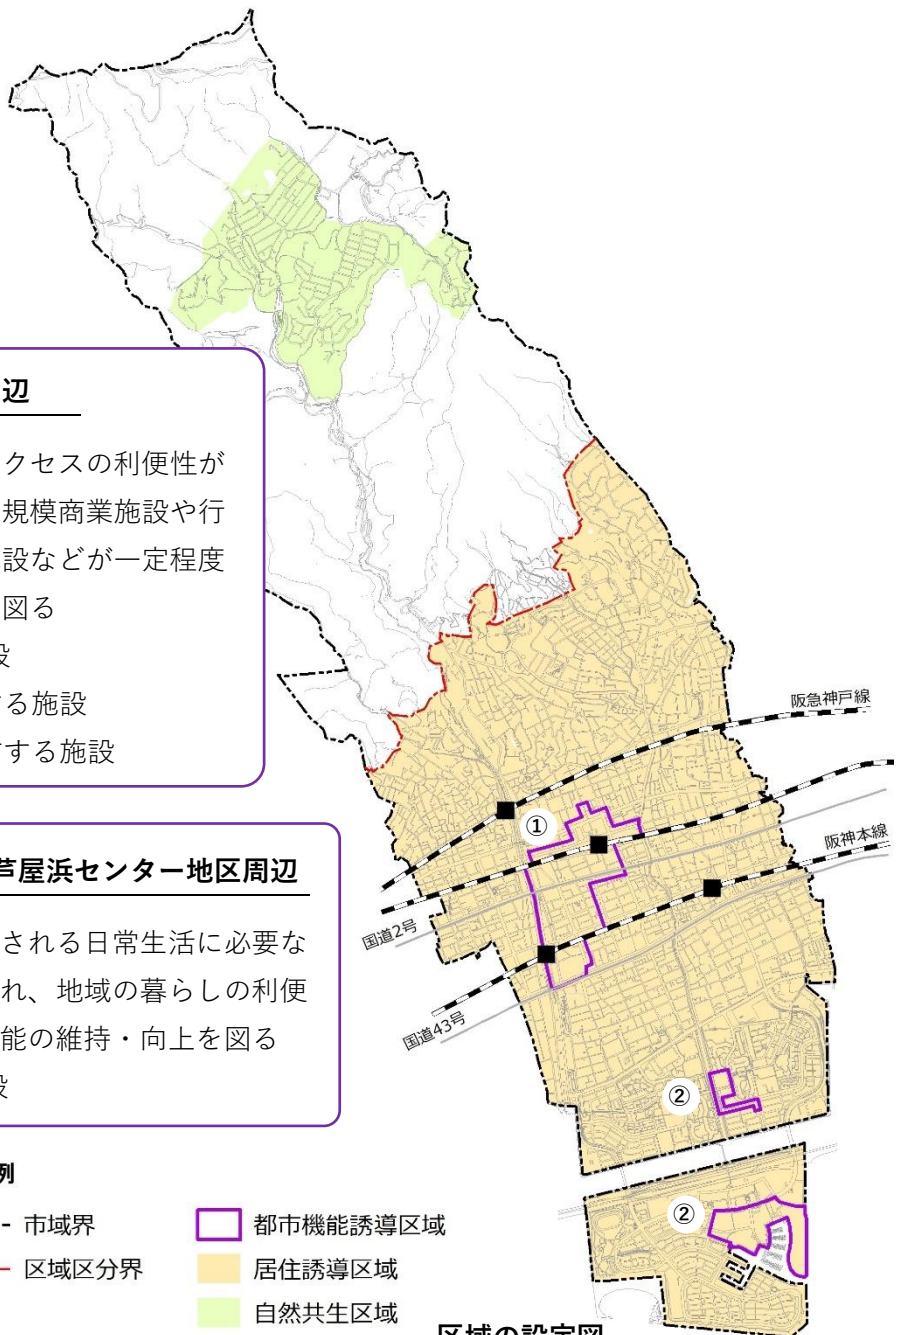 辺
クセスの利便性が
規模商業施設や行
設などが一定程度
図る
設
る施設
する施設
芦屋浜センター地区周辺
される日常生活に必要な
れ、地域の暮らしの利便
能の維持・向上を図る
設
阪急神戸線
①
阪神本線
国道2号
国道43号
②
②
例
市域界
区域区分界
都市機能誘導区域
居住誘導区域
自然共生区域
区域の設定図